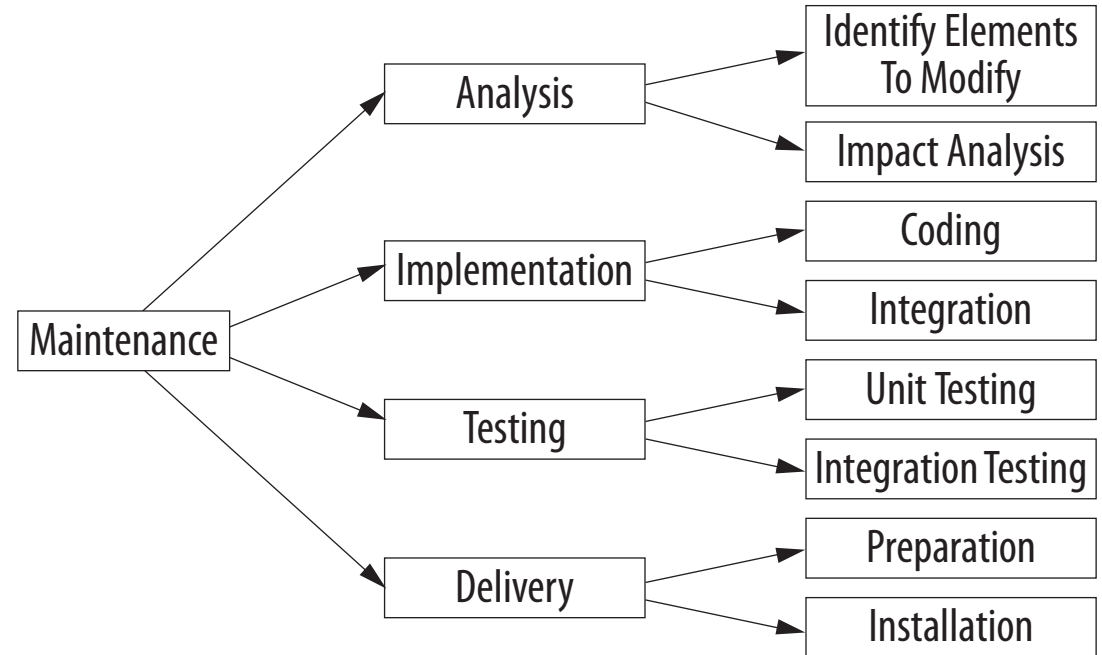 Maintenance
Analysis
Identify Elements
To Modify
Impact Analysis
Implementation
Coding
Integration
Testing
Unit Testing
Integration Testing
Delivery
Preparation
Installation